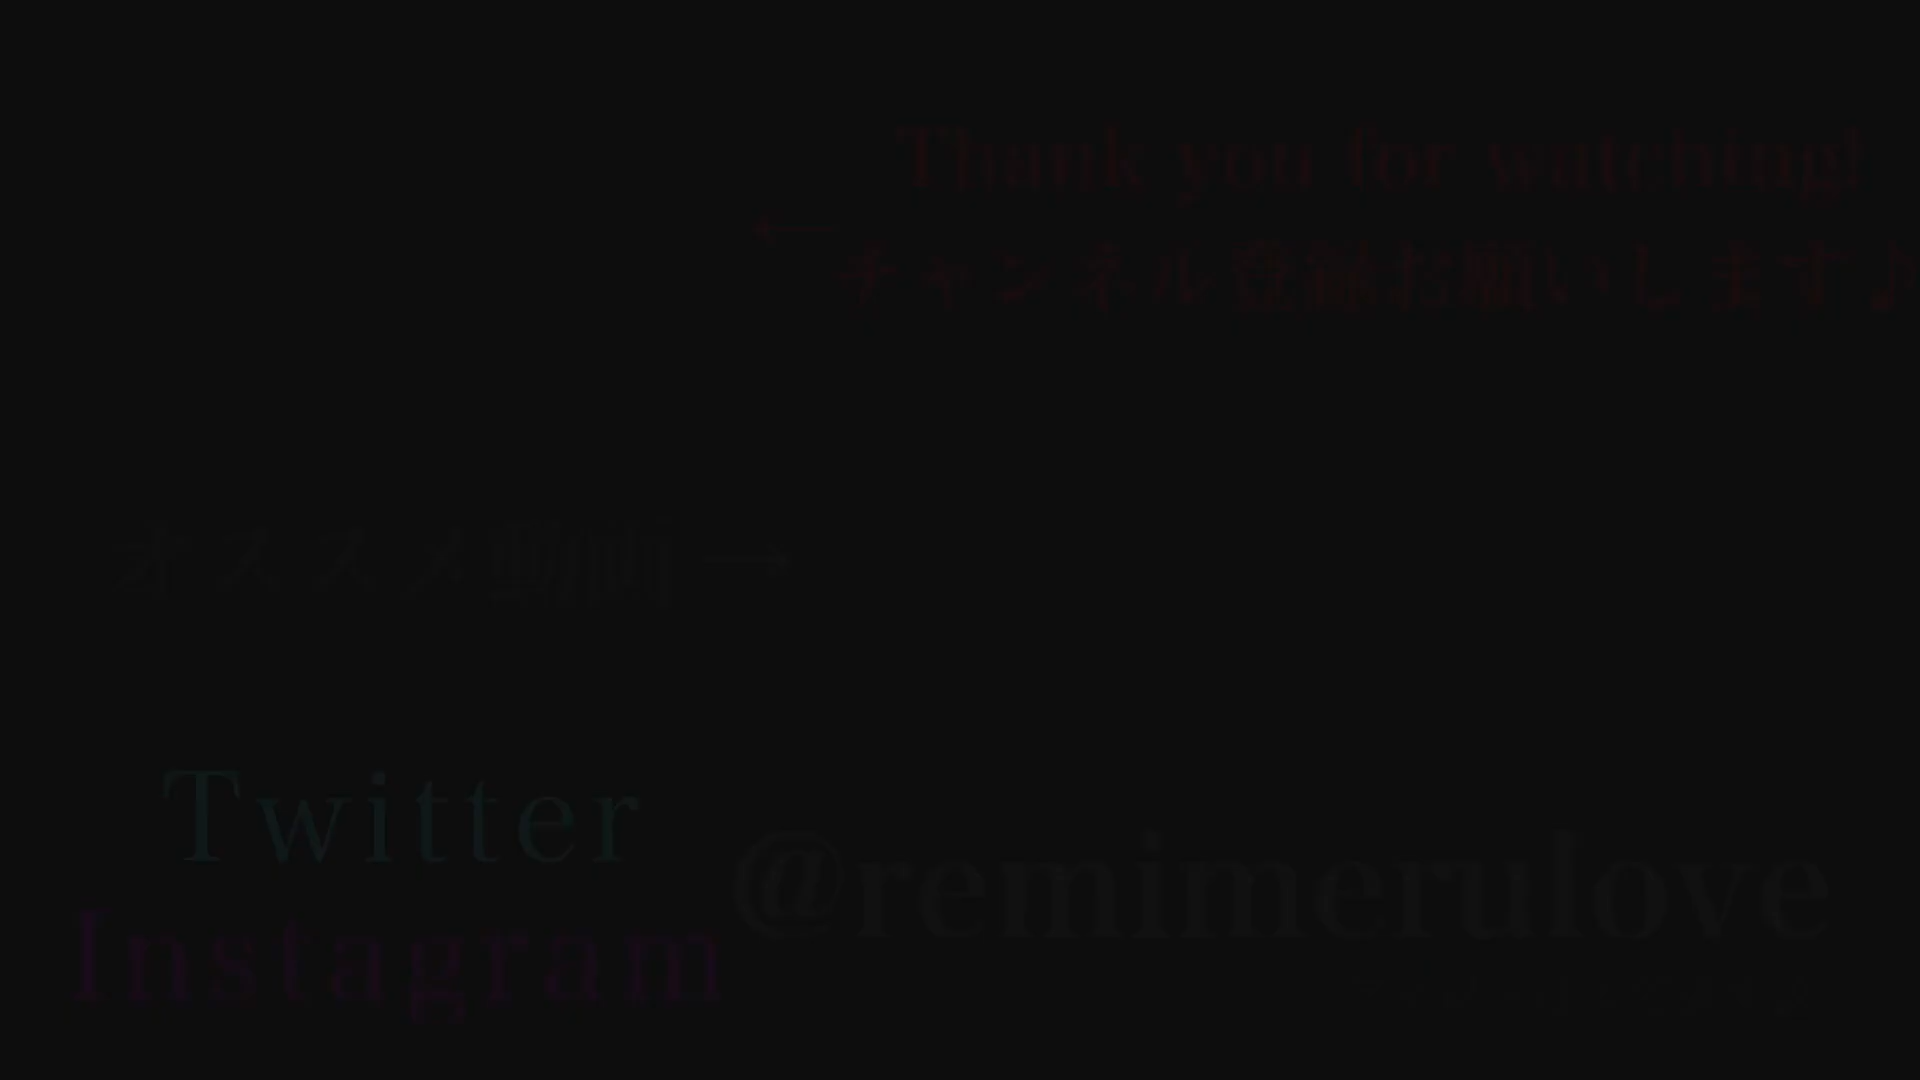 Thank you for watching!
←
チャンネル登録お願いします♪
オススメ動画→
Twitter
@remimerulove
Instagram